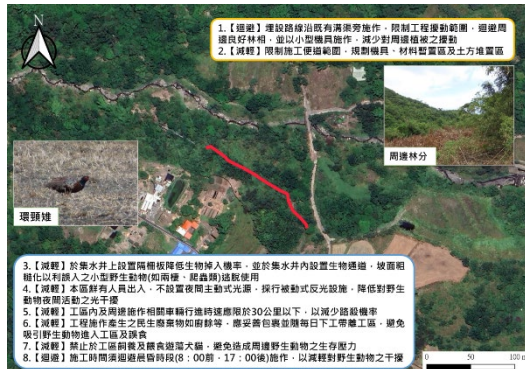 N
1.【迴避】埋設路線沿既有溝渠旁施作，限制工程擾動範圍，迴避周
邊良好林相，並以小型機具施作，減少對周邊植被之擾動
2.【減輕】限制施工便道範圍，規劃機具、材料暫置區及土方堆置區
周邊林分
環頸雉
3.【減輕】於集水井上設置隔柵板降低生物掉入機率，並於集水井內設置生物通道，坡面粗
糙化以利誤入之小型野生動物(如兩棲、爬蟲類)逃脫使用
4.【減輕】本區鮮有人員出入，不設置夜間主動式光源，採行被動式反光設施，降低對野生
動物夜間活動之光干擾
5.【減輕】工區內及周邊施作相關車輛行進時速應限於30公里以下，以減少路殺機率
6.【減輕】工程施作產生之民生廢棄物如廚餘等，應妥善包裹並隨每日下工帶離工區，避免
吸引野生動物進入工區及誤食
7.【減輕】禁止於工區飼養及餵食遊蕩犬貓，避免造成周邊野生動物之生存壓力
8.【迴避】施工時間須迴避晨昏時段(8：00前，17：00後)施作，以減輕對野生動物之干擾
0 50 100 m